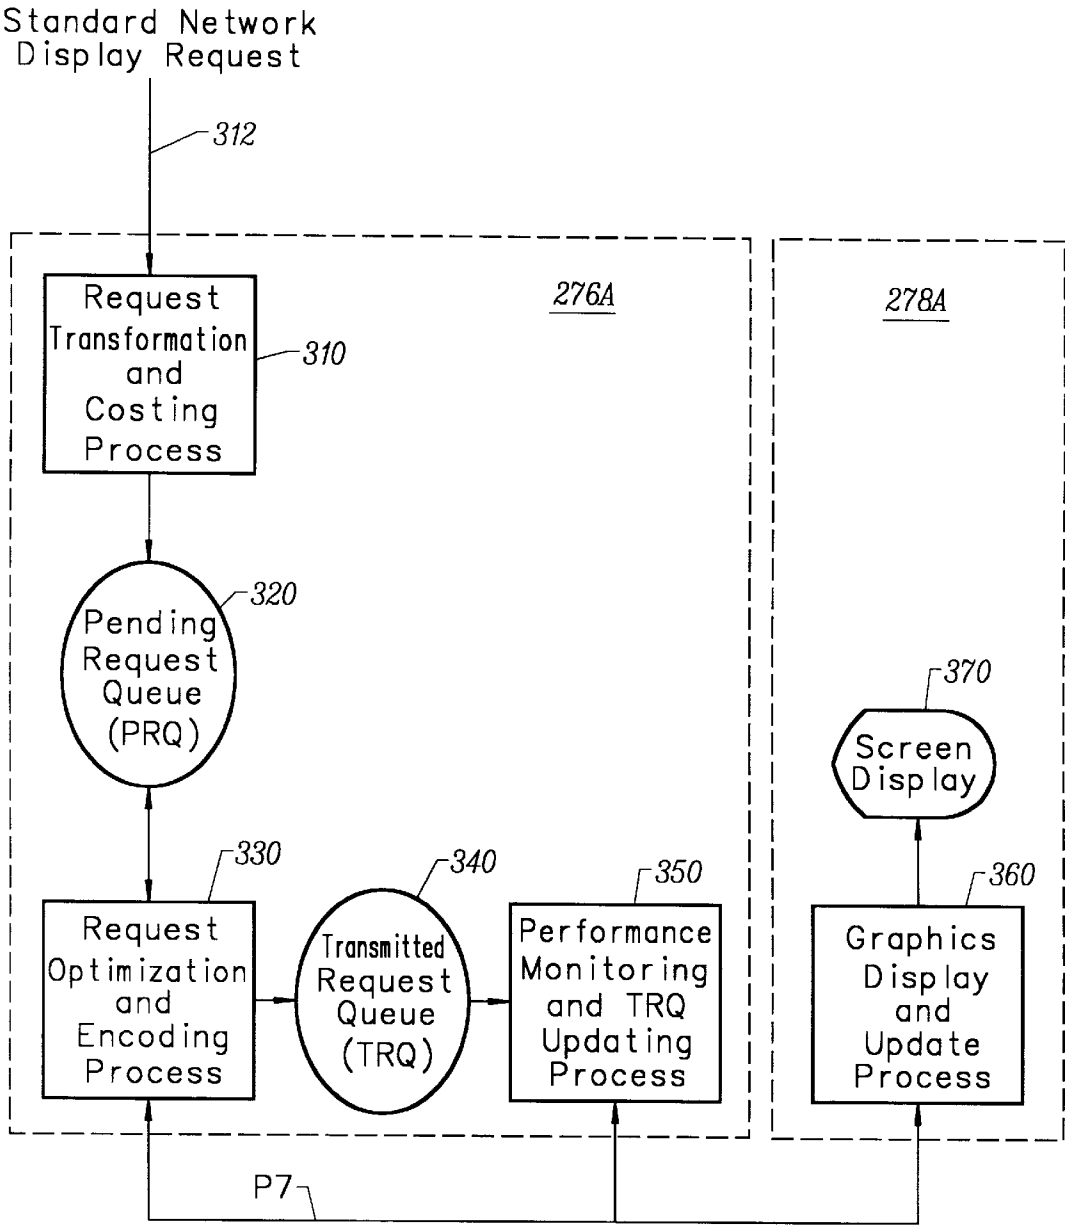 Standard Network
Display Request
312
276A
278A
Request
Transformation
and
Costing
Process
310
Pending
Request
Queue
(PRQ)
320
Screen
Display
370
Request
Optimization
and
Encoding
Process
330
Transmitted
Request
Queue
(TRQ)
340
Performance
Monitoring
and TRQ
Updating
Process
350
Graphics
Display
and
Update
Process
360
P7